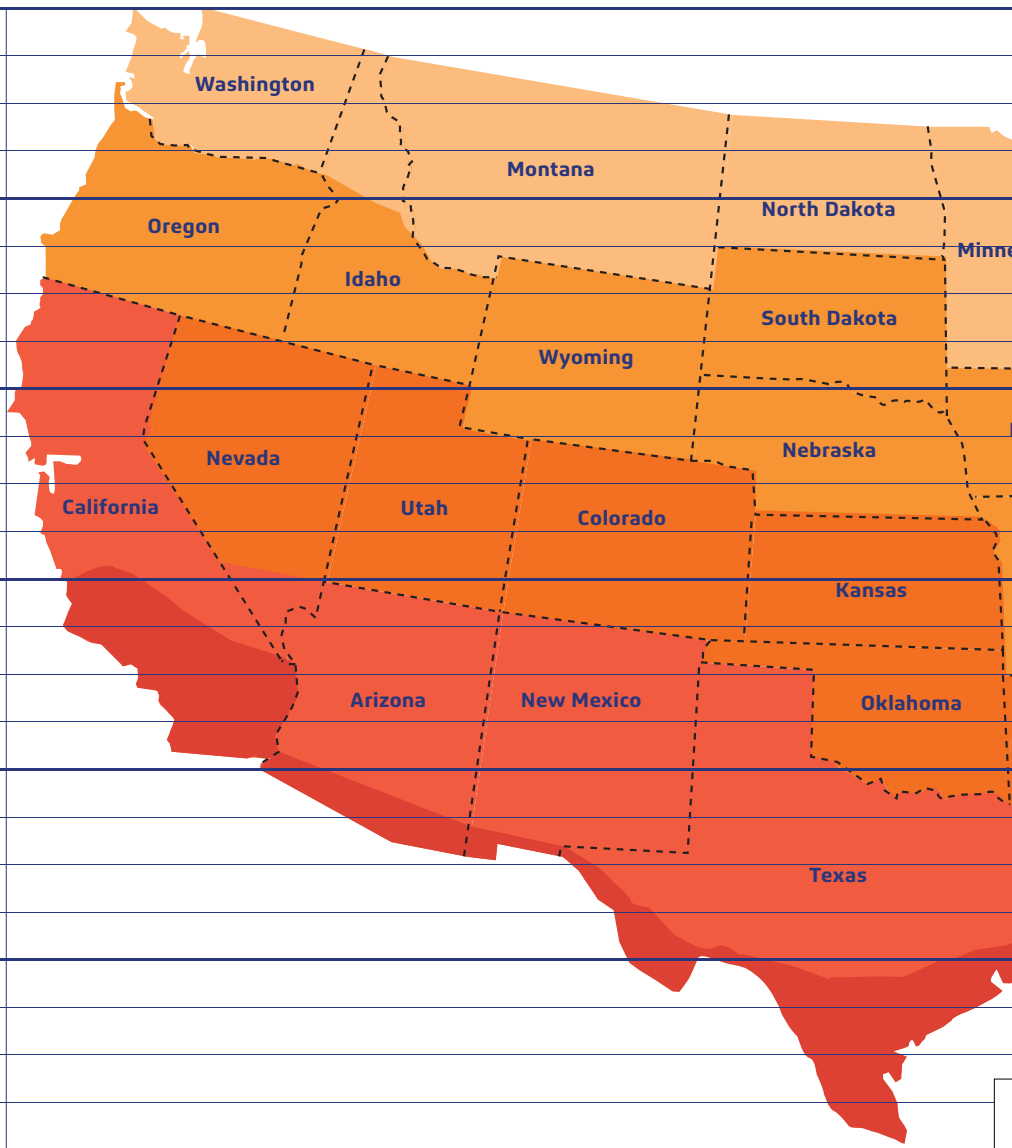 Washington
Montana
North Dakota
Oregon
Minne
Idaho
South Dakota
Wyoming
Nebraska
Nevada
California
Utah
Colorado
Kansas
Arizona
New Mexico
Oklahoma
Texas